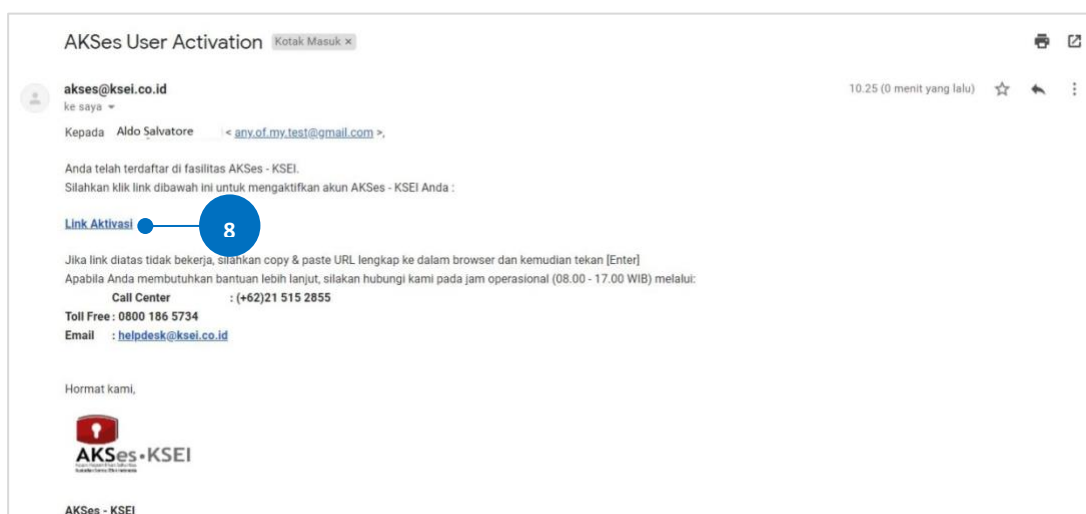 AKSes User Activation Kotak Masuk ×
akses@ksei.co.id 10.25 (0 menit yang lalu)
ke saya
Kepada Aldo Salvatore < any.of.my.test@gmail.com >,
Anda telah terdaftar di fasilitas AKSes - KSEI.
Silahkan klik link dibawah ini untuk mengaktifkan akun AKSes - KSEI Anda :
Link Aktivasi 8
Jika link diatas tidak bekerja, silahkan copy & paste URL lengkap ke dalam browser dan kemudian tekan [Enter]
Apabila Anda membutuhkan bantuan lebih lanjut, silakan hubungi kami pada jam operasional (08.00 - 17.00 WIB) melalui:
Call Center : (+62)21 515 2855
Toll Free : 0800 186 5734
Email : helpdesk@ksei.co.id
Hormat kami,
AKSes•KSEI
AKSes - KSEI